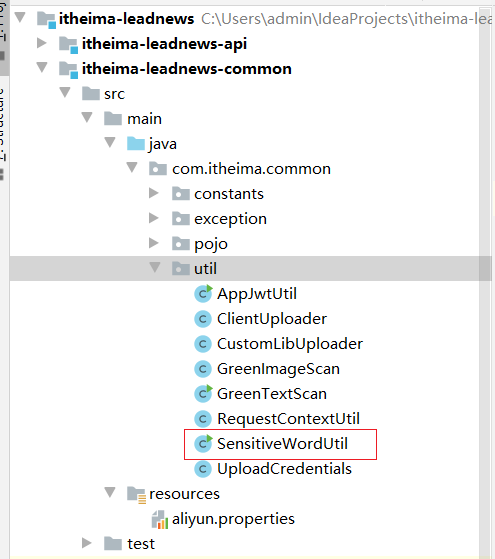 itheima-leadnews C:\Users\admin\IdeaProjects\itheima-lea
itheima-leadnews-api
itheima-leadnews-common
src
main
java
com.itheima.common
constants
exception
pojo
util
AppJwtUtil
ClientUploader
CustomLibUploader
GreenImageScan
GreenTextScan
RequestContextUtil
SensitiveWordUtil
UploadCredentials
resources
aliyun.properties
test